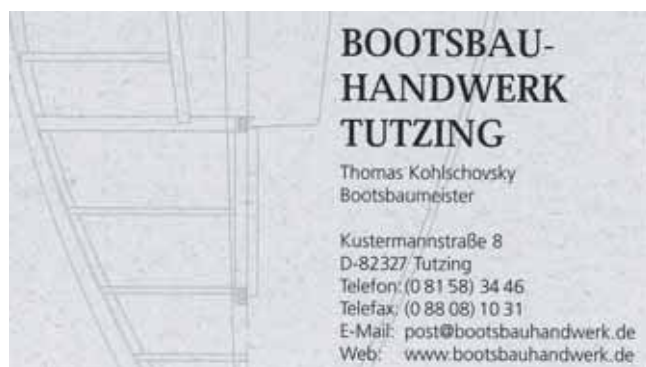 BOOTSBAU-
HANDWERK
TUTZING
Thomas Kohlschovsky
Bootsbaumeister
Kustermannstraße 8
D-82327 Tutzing
Telefon: (0 81 58) 34 46
Telefax: (0 88 08) 10 31
E-Mail: post@bootsbauhandwerk.de
Web: www.bootsbauhandwerk.de